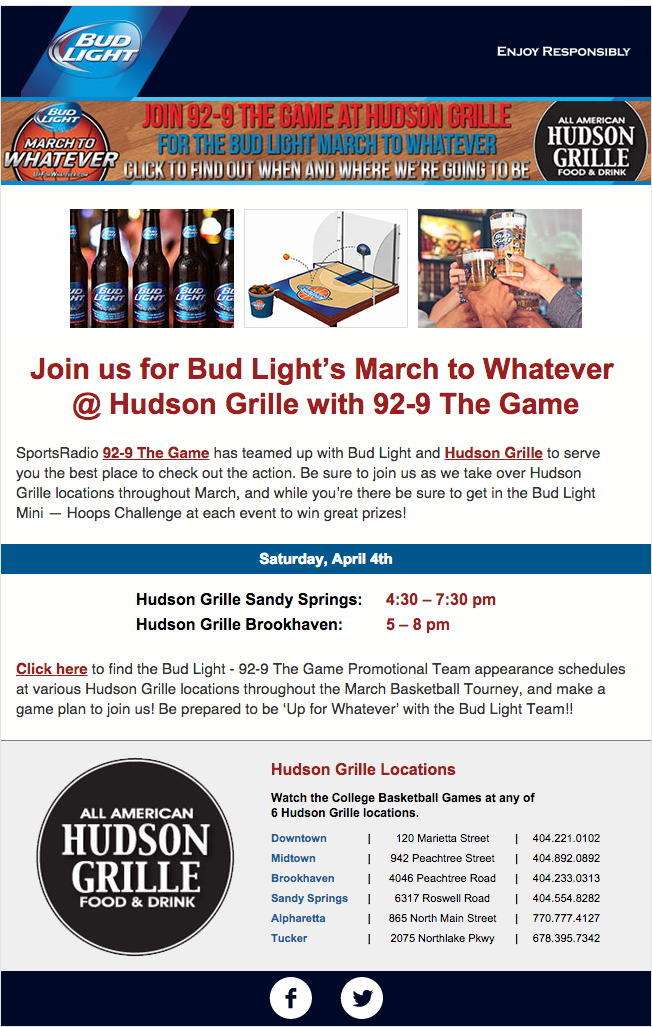 BUD LIGHT
ENJOY RESPONSIBLY
BUD LIGHT
MARCH TO
WHATEVER
UPFORWHATEVER.COM
JOIN 92-9 THE GAME AT HUDSON GRILLE
FOR THE BUD LIGHT MARCH TO WHATEVER
CLICK TO FIND OUT WHEN AND WHERE WE'RE GOING TO BE
ALL AMERICAN
HUDSON
GRILLE
FOOD & DRINK
BUD LIGHT
BUD LIGHT
BUD LIGHT
BUD LIGHT
BUD LIGHT
Join us for Bud Light's March to Whatever
@ Hudson Grille with 92-9 The Game
SportsRadio 92-9 The Game has teamed up with Bud Light and Hudson Grille to serve
you the best place to check out the action. Be sure to join us as we take over Hudson
Grille locations throughout March, and while you're there be sure to get in the Bud Light
Mini — Hoops Challenge at each event to win great prizes!
Saturday, April 4th
Hudson Grille Sandy Springs: 4:30 – 7:30 pm
Hudson Grille Brookhaven: 5 – 8 pm
Click here to find the Bud Light - 92-9 The Game Promotional Team appearance schedules
at various Hudson Grille locations throughout the March Basketball Tourney, and make a
game plan to join us! Be prepared to be 'Up for Whatever' with the Bud Light Team!!
ALL AMERICAN
HUDSON
GRILLE
FOOD & DRINK
Hudson Grille Locations
Watch the College Basketball Games at any of
6 Hudson Grille locations.
Downtown | 120 Marietta Street | 404.221.0102
Midtown | 942 Peachtree Street | 404.892.0892
Brookhaven | 4046 Peachtree Road | 404.233.0313
Sandy Springs | 6317 Roswell Road | 404.554.8282
Alpharetta | 865 North Main Street | 770.777.4127
Tucker | 2075 Northlake Pkwy | 678.395.7342